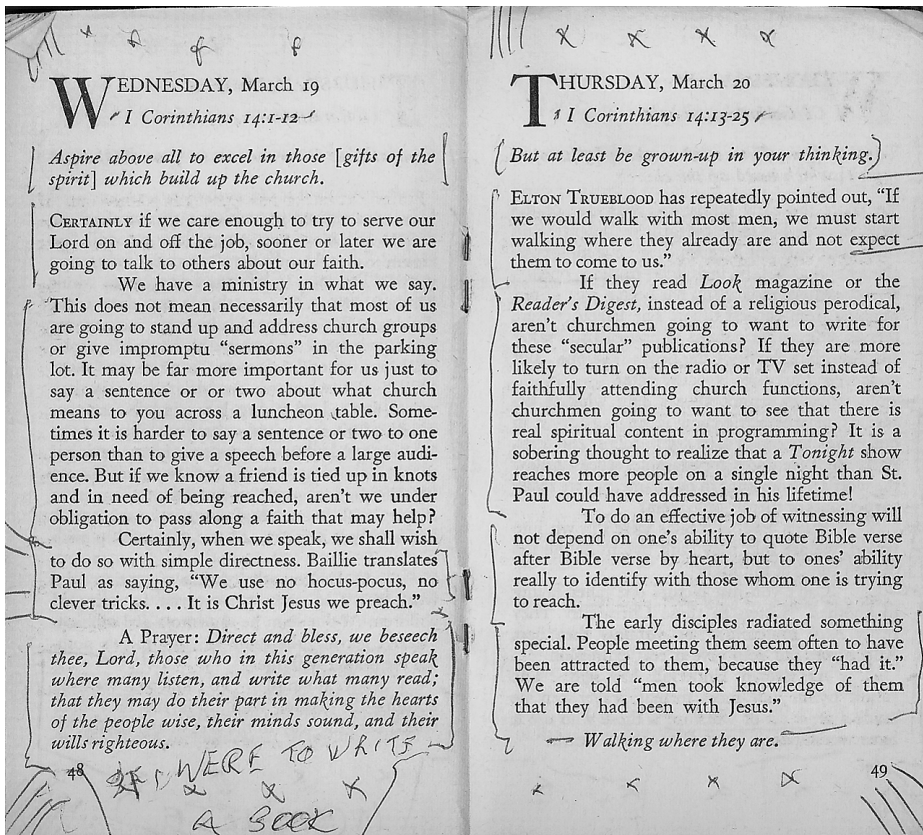 WEDNESDAY, March 19
I Corinthians 14:1-12
Aspire above all to excel in those [gifts of the
spirit] which build up the church.
CERTAINLY if we care enough to try to serve our
Lord on and off the job, sooner or later we are
going to talk to others about our faith.
We have a ministry in what we say.
This does not mean necessarily that most of us
are going to stand up and address church groups
or give impromptu “sermons” in the parking
lot. It may be far more important for us just to
say a sentence or or two about what church
means to you across a luncheon table. Some-
times it is harder to say a sentence or two to one
person than to give a speech before a large audi-
ence. But if we know a friend is tied up in knots
and in need of being reached, aren’t we under
obligation to pass along a faith that may help?
Certainly, when we speak, we shall wish
to do so with simple directness. Baillie translates
Paul as saying, “We use no hocus-pocus, no
clever tricks. . . . It is Christ Jesus we preach.”
A Prayer: Direct and bless, we beseech
thee, Lord, those who in this generation speak
where many listen, and write what many read;
that they may do their part in making the hearts
of the people wise, their minds sound, and their
wills righteous.
48
IF I WERE TO WRITE
A BOOK
THURSDAY, March 20
I Corinthians 14:13-25
But at least be grown-up in your thinking.
ELTON TRUEBLOOD has repeatedly pointed out, “If
we would walk with most men, we must start
walking where they already are and not expect
them to come to us.”
If they read Look magazine or the
Reader’s Digest, instead of a religious perodical,
aren’t churchmen going to want to write for
these “secular” publications? If they are more
likely to turn on the radio or TV set instead of
faithfully attending church functions, aren’t
churchmen going to want to see that there is
real spiritual content in programming? It is a
sobering thought to realize that a Tonight show
reaches more people on a single night than St.
Paul could have addressed in his lifetime!
To do an effective job of witnessing will
not depend on one’s ability to quote Bible verse
after Bible verse by heart, but to ones’ ability
really to identify with those whom one is trying
to reach.
The early disciples radiated something
special. People meeting them seem often to have
been attracted to them, because they “had it.”
We are told “men took knowledge of them
that they had been with Jesus.”
Walking where they are.
49